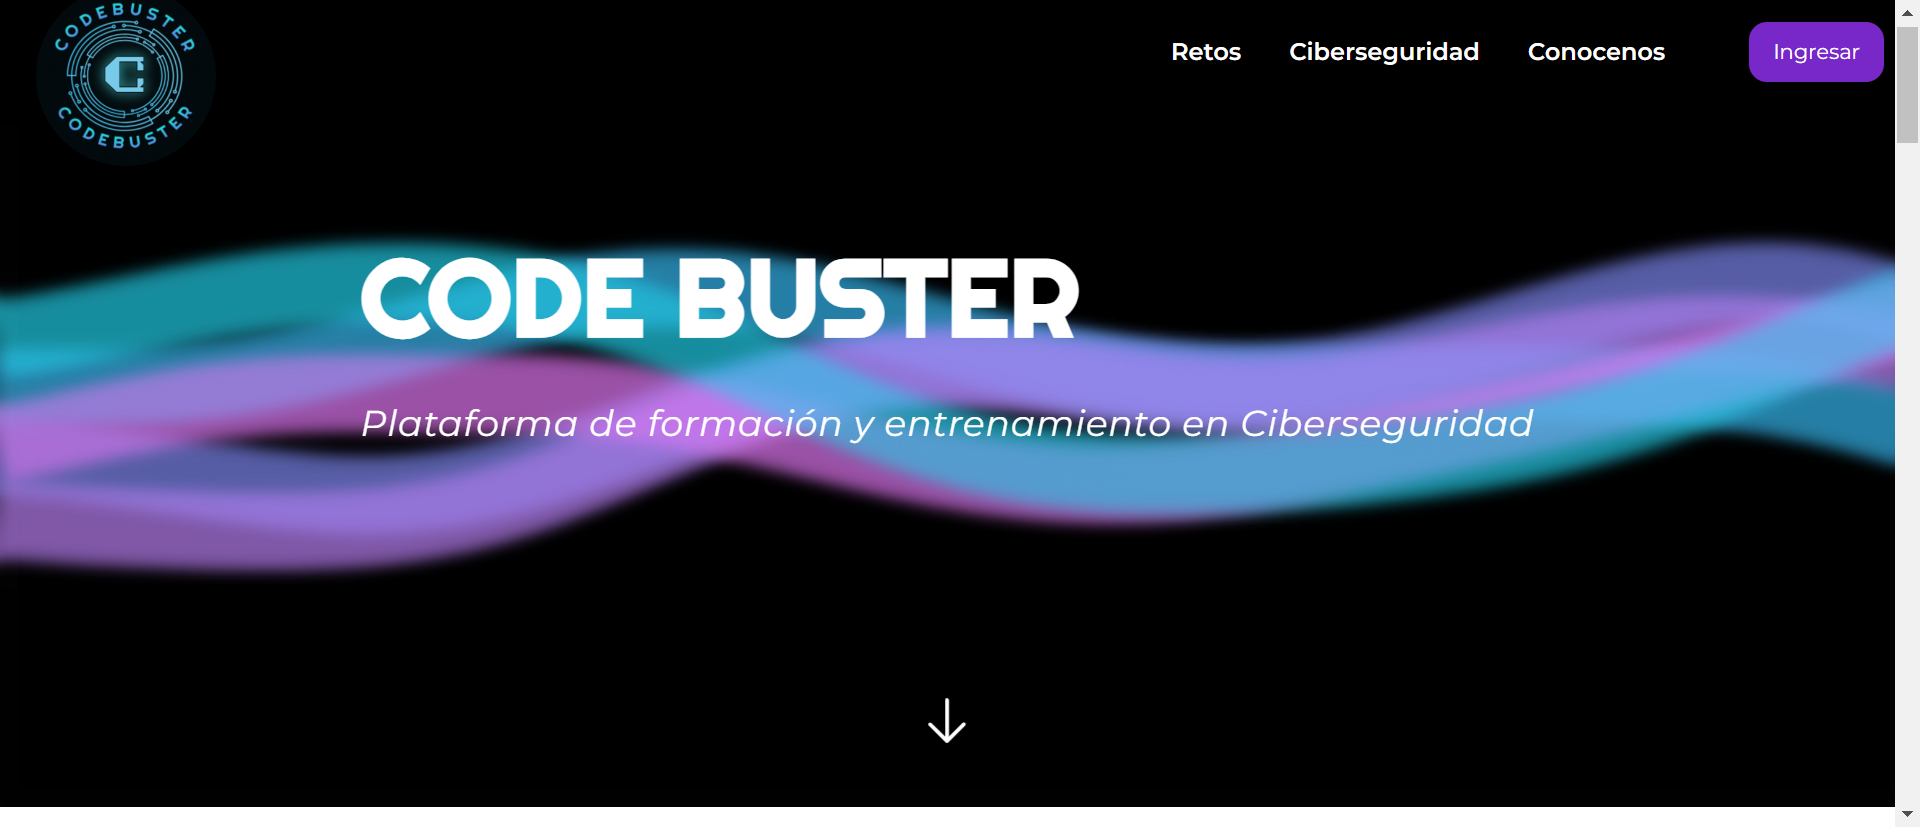 CODEBUSTER
CODEBUSTER
Retos Ciberseguridad Conocenos Ingresar
CODE BUSTER
Plataforma de formación y entrenamiento en Ciberseguridad